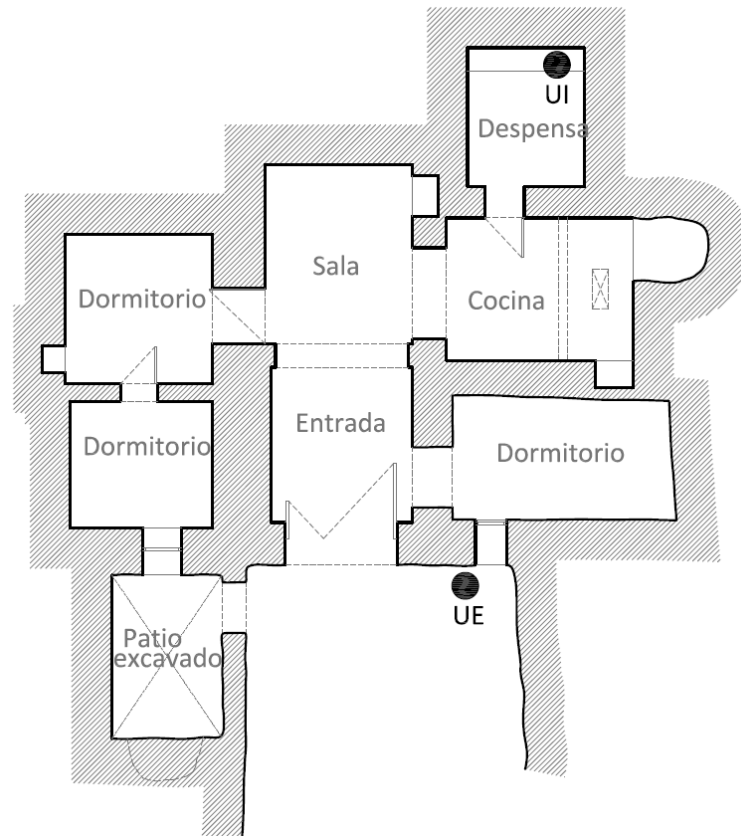 UI
Despensa
Sala
Dormitorio
Cocina
Entrada
Dormitorio
Dormitorio
UE
Patio
excavado